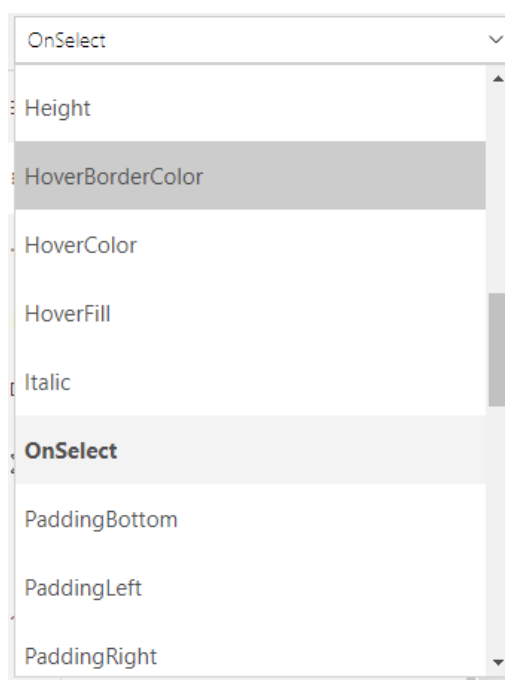 OnSelect
Height
HoverBorderColor
HoverColor
HoverFill
Italic
OnSelect
PaddingBottom
PaddingLeft
PaddingRight